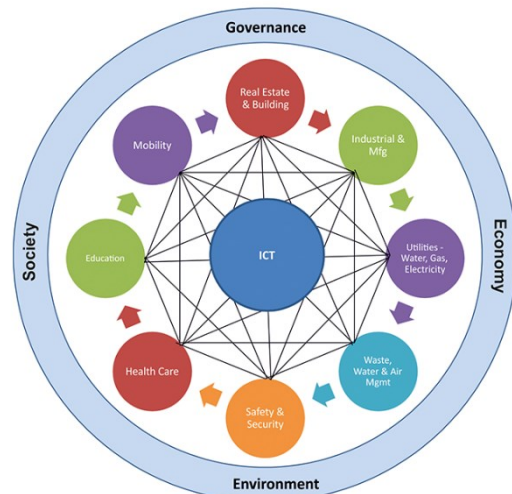 Governance
Real Estate
& Building
Mobility
Industrial &
Mfg
Society
Education
ICT
Utilities -
Water, Gas,
Electricity
Economy
Health Care
Waste,
Water & Air
Mgmt
Safety &
Security
Environment